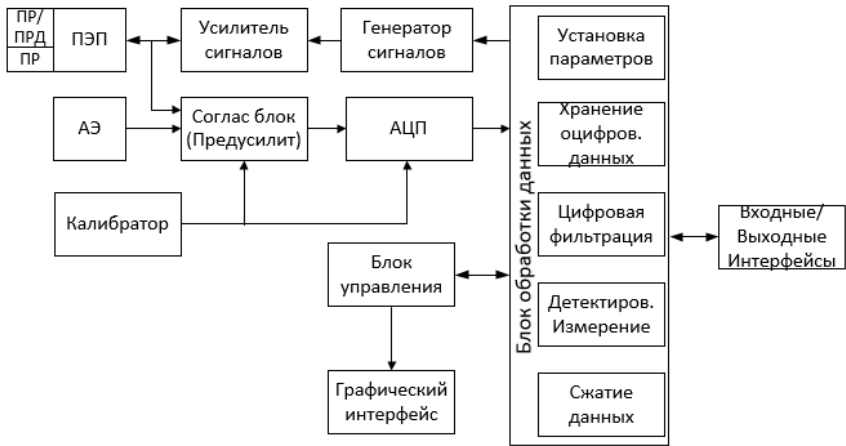 ПР/
ПРД
ПР
ПЭП
Усилитель
сигналов
Генератор
сигналов
АЭ
Соглас блок
(Предусилит)
АЦП
Калибратор
Блок
управления
Графический
интерфейс
Блок обработки данных
Установка
параметров
Хранение
оцифров.
данных
Цифровая
фильтрация
Детектиров.
Измерение
Сжатие
данных
Входные/
Выходные
Интерфейсы